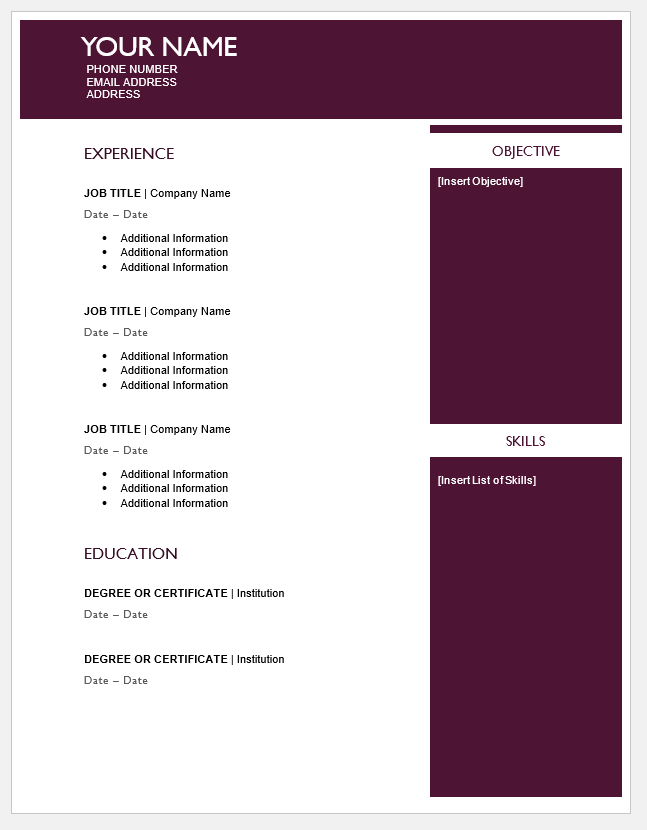 YOUR NAME
PHONE NUMBER
EMAIL ADDRESS
ADDRESS
EXPERIENCE
JOB TITLE | Company Name
Date – Date
• Additional Information
• Additional Information
• Additional Information
JOB TITLE | Company Name
Date – Date
• Additional Information
• Additional Information
• Additional Information
JOB TITLE | Company Name
Date – Date
• Additional Information
• Additional Information
• Additional Information
EDUCATION
DEGREE OR CERTIFICATE | Institution
Date – Date
DEGREE OR CERTIFICATE | Institution
Date – Date
OBJECTIVE
[Insert Objective]
SKILLS
[Insert List of Skills]